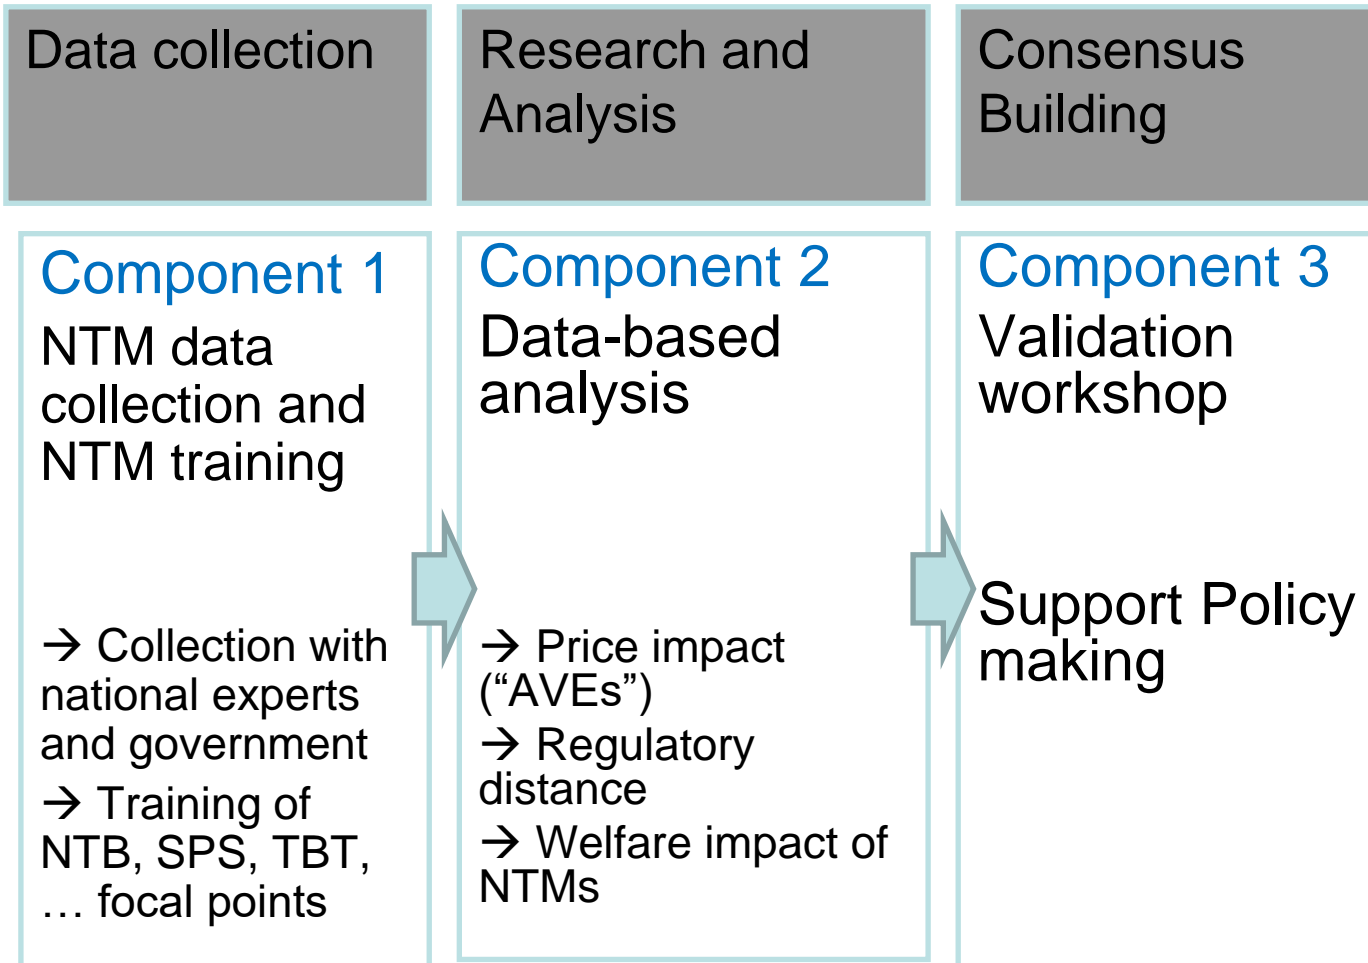 Data collection
Research and
Analysis
Consensus
Building
Component 1
NTM data
collection and
NTM training
→ Collection with
national experts
and government
→ Training of
NTB, SPS, TBT,
… focal points
Component 2
Data-based
analysis
→ Price impact
(“AVEs”)
→ Regulatory
distance
→ Welfare impact of
NTMs
Component 3
Validation
workshop
Support Policy
making